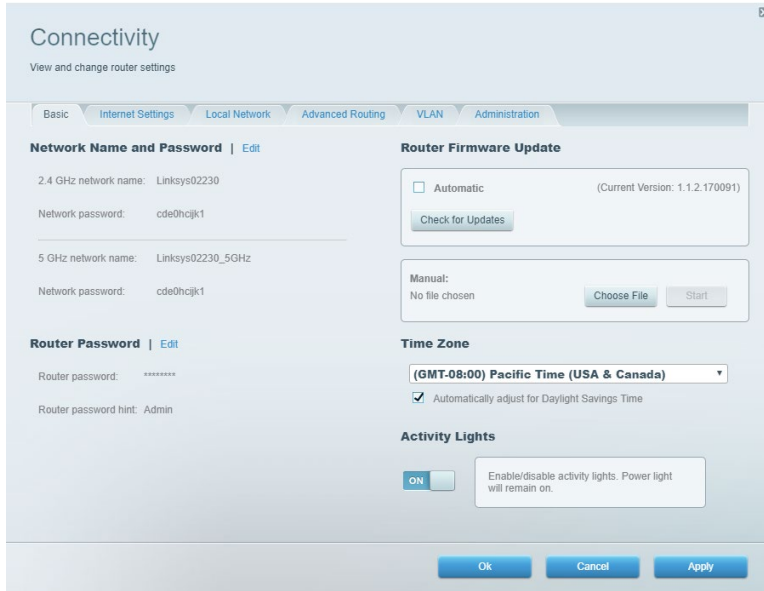 Connectivity
View and change router settings
Basic
Internet Settings
Local Network
Advanced Routing
VLAN
Administration
Network Name and Password | Edit
2.4 GHz network name: Linksys02230
Network password: cde0hcijk1
5 GHz network name: Linksys02230_5GHz
Network password: cde0hcijk1
Router Password | Edit
Router password: ********
Router password hint: Admin
Router Firmware Update
Automatic
(Current Version: 1.1.2.170091)
Check for Updates
Manual:
No file chosen
Choose File
Start
Time Zone
(GMT-08:00) Pacific Time (USA & Canada)
Automatically adjust for Daylight Savings Time
Activity Lights
ON
Enable/disable activity lights. Power light
will remain on.
Ok
Cancel
Apply